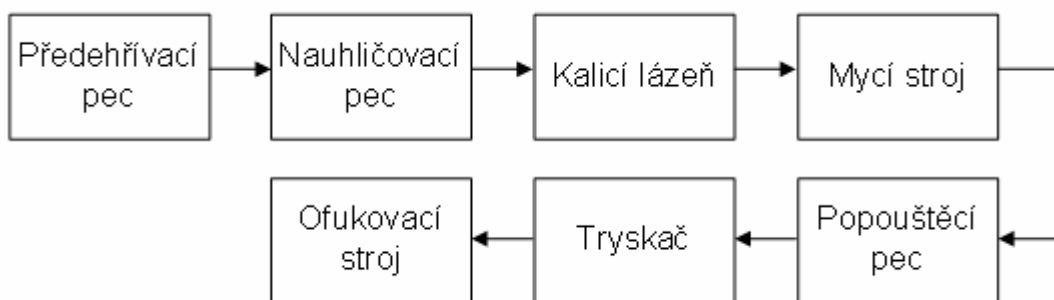 Předehřívací
pec
Nauhličovací
pec
Kalicí lázeň
Mycí stroj
Ofukovací
stroj
Tryskač
Popouštěcí
pec